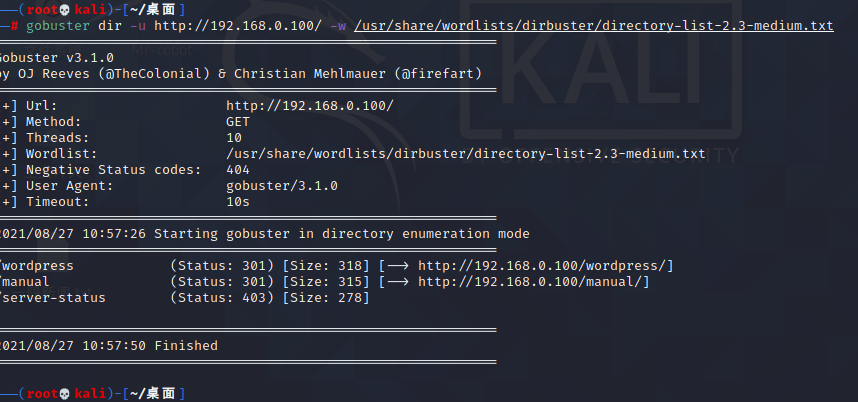 (root💀kali)-[~/桌面]
# gobuster dir -u http://192.168.0.100/ -w /usr/share/wordlists/dirbuster/directory-list-2.3-medium.txt
Gobuster v3.1.0
by OJ Reeves (@TheColonial) & Christian Mehlmauer (@firefart)
+] Url: http://192.168.0.100/
+] Method: GET
+] Threads: 10
+] Wordlist: /usr/share/wordlists/dirbuster/directory-list-2.3-medium.txt
+] Negative Status codes: 404
+] User Agent: gobuster/3.1.0
+] Timeout: 10s
2021/08/27 10:57:26 Starting gobuster in directory enumeration mode
/wordpress (Status: 301) [Size: 318] [--> http://192.168.0.100/wordpress/]
/manual (Status: 301) [Size: 315] [--> http://192.168.0.100/manual/]
/server-status (Status: 403) [Size: 278]
2021/08/27 10:57:50 Finished
(root💀kali)-[~/桌面]
KALI